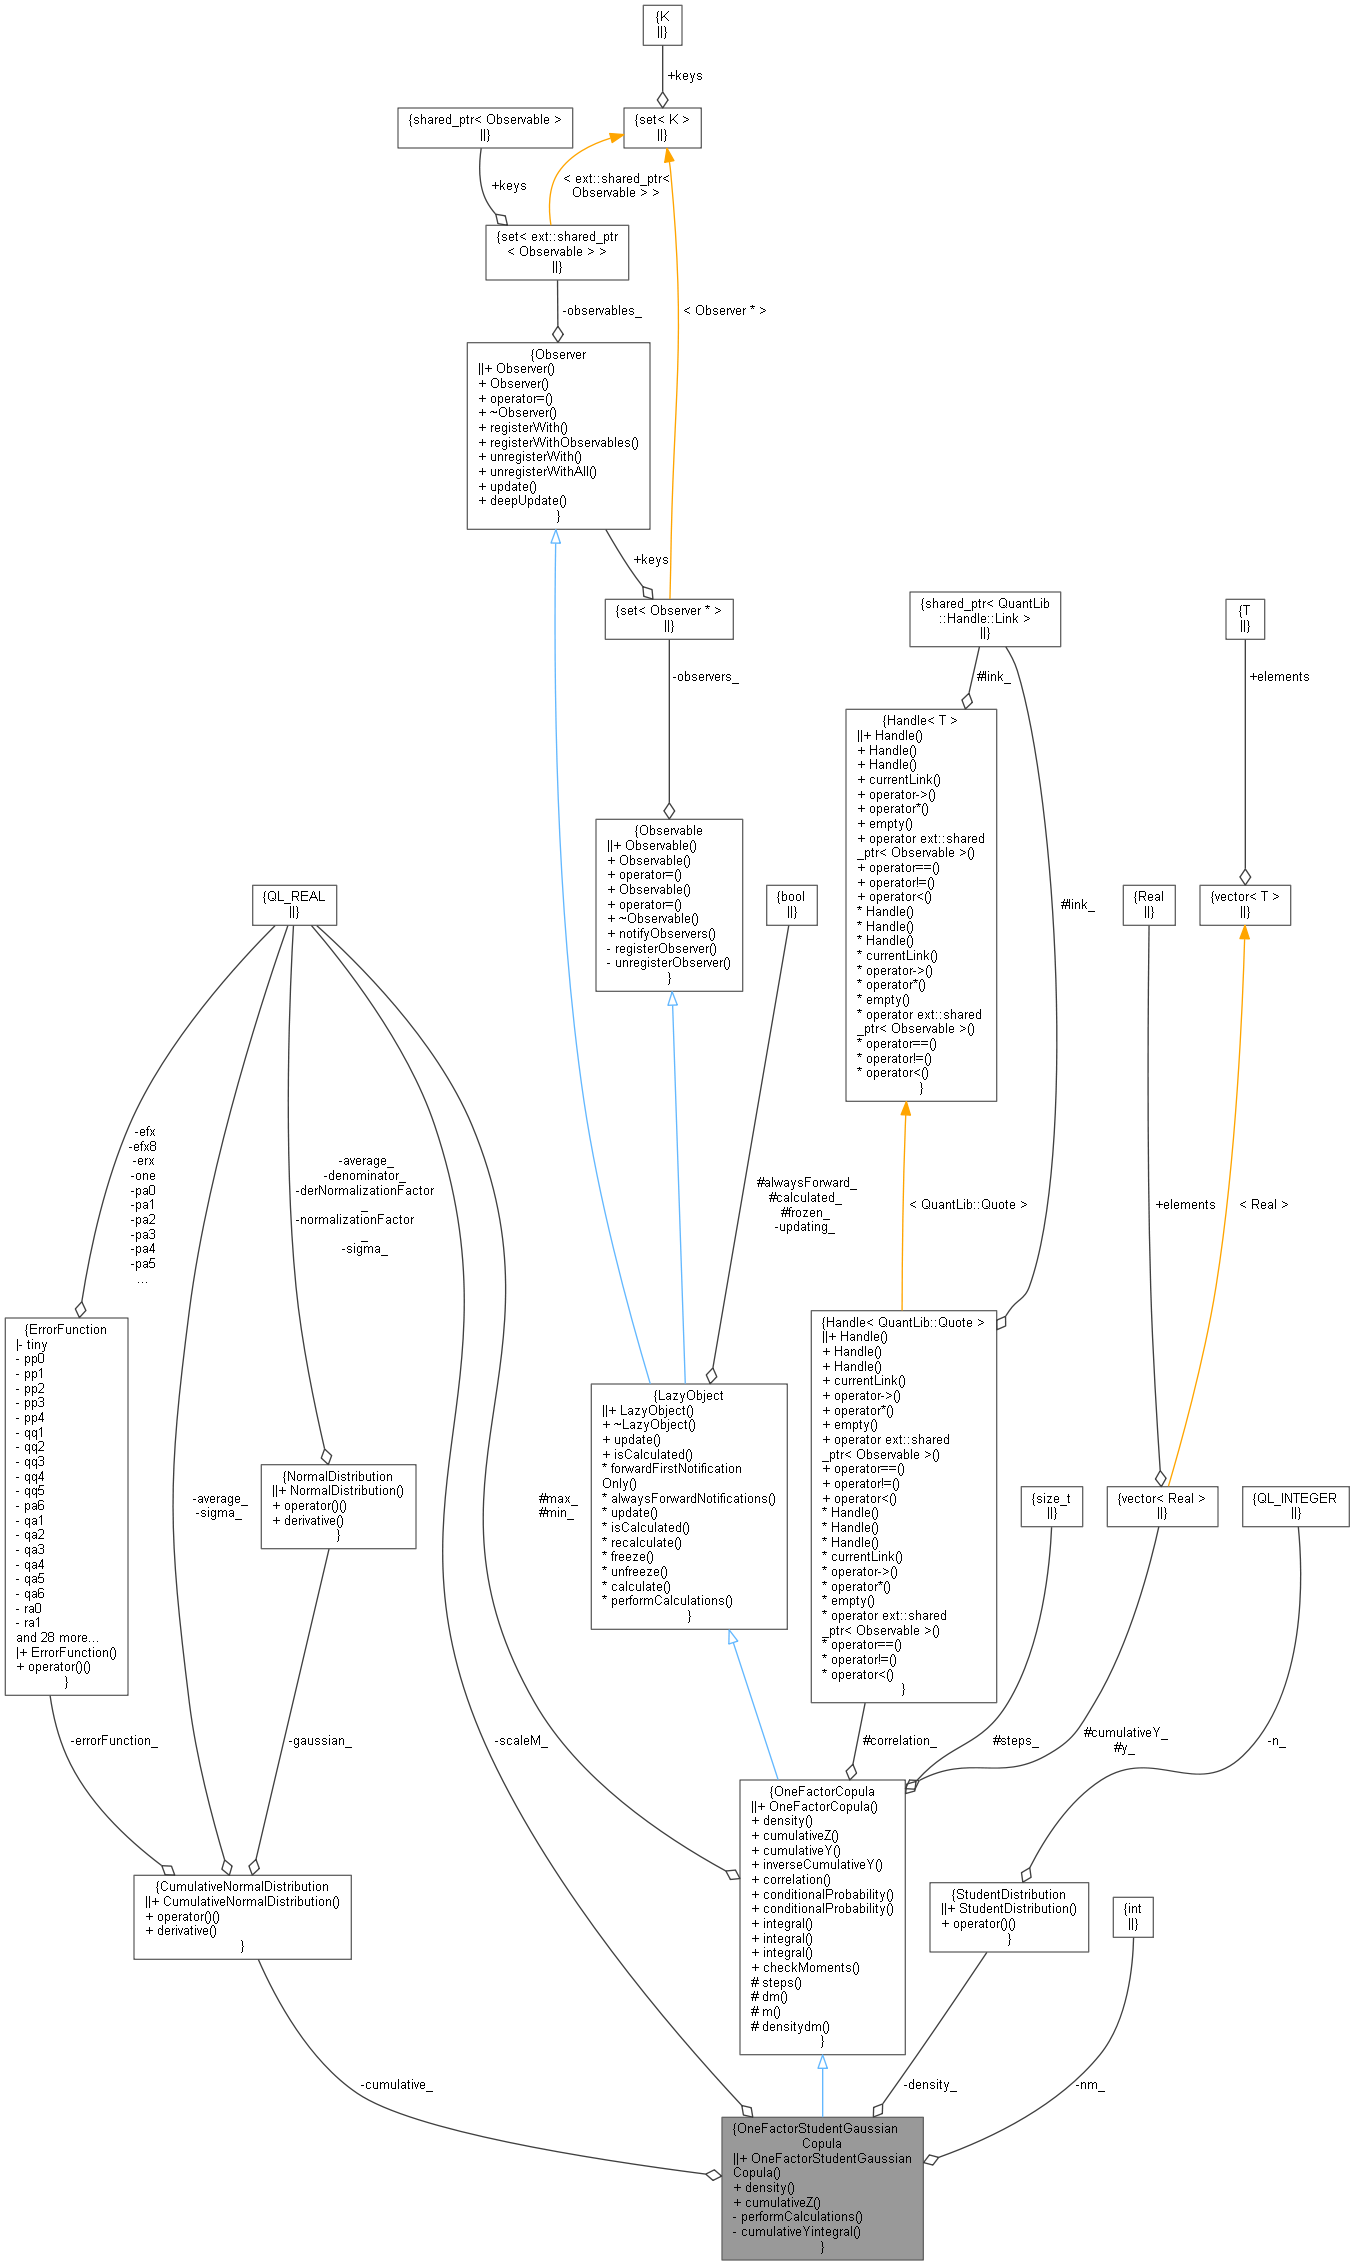 {K
||}
+keys
{shared_ptr< Observable >
||}
{set< K >
||}
+keys
< ext::shared_ptr<
Observable > >
{set< ext::shared_ptr
< Observable > >
||}
-observables_
< Observer * >
{Observer
||+ Observer()
+ Observer()
+ operator=()
+ ~Observer()
+ registerWith()
+ registerWithObservables()
+ unregisterWith()
+ unregisterWithAll()
+ update()
+ deepUpdate()
}
+keys
{set< Observer * >
||}
{shared_ptr< QuantLib
::Handle::Link >
||}
{T
||}
-observers_
#link_
+elements
{Handle< T >
||+ Handle()
+ Handle()
+ Handle()
+ currentLink()
+ operator->()
+ operator*()
+ empty()
+ operator ext::shared
_ptr< Observable >()
+ operator==()
+ operator!=()
+ operator<()
* Handle()
* Handle()
* Handle()
* currentLink()
* operator->()
* operator*()
* empty()
* operator ext::shared
_ptr< Observable >()
* operator==()
* operator!=()
* operator<()
}
{Observable
||+ Observable()
+ Observable()
+ operator=()
+ Observable()
+ operator=()
+ ~Observable()
+ notifyObservers()
- registerObserver()
- unregisterObserver()
}
{QL_REAL
||}
{bool
||}
#link_
{Real
||}
{vector< T >
||}
-efx
-efx8
-erx
-one
-pa0
-pa1
-pa2
-pa3
-pa4
-pa5
...
-average_
-denominator_
-derNormalizationFactor
_
-normalizationFactor
_
-sigma_
#alwaysForward_
#calculated_
#frozen_
-updating_
< QuantLib::Quote >
+elements
< Real >
{ErrorFunction
|- tiny
- pp0
- pp1
- pp2
- pp3
- pp4
- qq1
- qq2
- qq3
- qq4
- qq5
- pa6
- qa1
- qa2
- qa3
- qa4
- qa5
- qa6
- ra0
- ra1
and 28 more...
|+ ErrorFunction()
+ operator()()
}
-average_
-sigma_
{NormalDistribution
||+ NormalDistribution()
+ operator()()
+ derivative()
}
#max_
#min_
{LazyObject
||+ LazyObject()
+ ~LazyObject()
+ update()
+ isCalculated()
* forwardFirstNotification
Only()
* alwaysForwardNotifications()
* update()
* isCalculated()
* recalculate()
* freeze()
* unfreeze()
* calculate()
* performCalculations()
}
{Handle< QuantLib::Quote >
||+ Handle()
+ Handle()
+ Handle()
+ currentLink()
+ operator->()
+ operator*()
+ empty()
+ operator ext::shared
_ptr< Observable >()
+ operator==()
+ operator!=()
+ operator<()
* Handle()
* Handle()
* Handle()
* currentLink()
* operator->()
* operator*()
* empty()
* operator ext::shared
_ptr< Observable >()
* operator==()
* operator!=()
* operator<()
}
{size_t
||}
{vector< Real >
||}
{QL_INTEGER
||}
-errorFunction_
-gaussian_
-scaleM_
#correlation_
#steps_
#cumulativeY_
#y_
-n_
{CumulativeNormalDistribution
||+ CumulativeNormalDistribution()
+ operator()()
+ derivative()
}
{OneFactorCopula
||+ OneFactorCopula()
+ density()
+ cumulativeZ()
+ cumulativeY()
+ inverseCumulativeY()
+ correlation()
+ conditionalProbability()
+ conditionalProbability()
+ integral()
+ integral()
+ integral()
+ checkMoments()
# steps()
# dm()
# m()
# densitydm()
}
{StudentDistribution
||+ StudentDistribution()
+ operator()()
}
{int
||}
-cumulative_
-density_
-nm_
{OneFactorStudentGaussian
Copula
||+ OneFactorStudentGaussian
Copula()
+ density()
+ cumulativeZ()
- performCalculations()
- cumulativeYintegral()
}